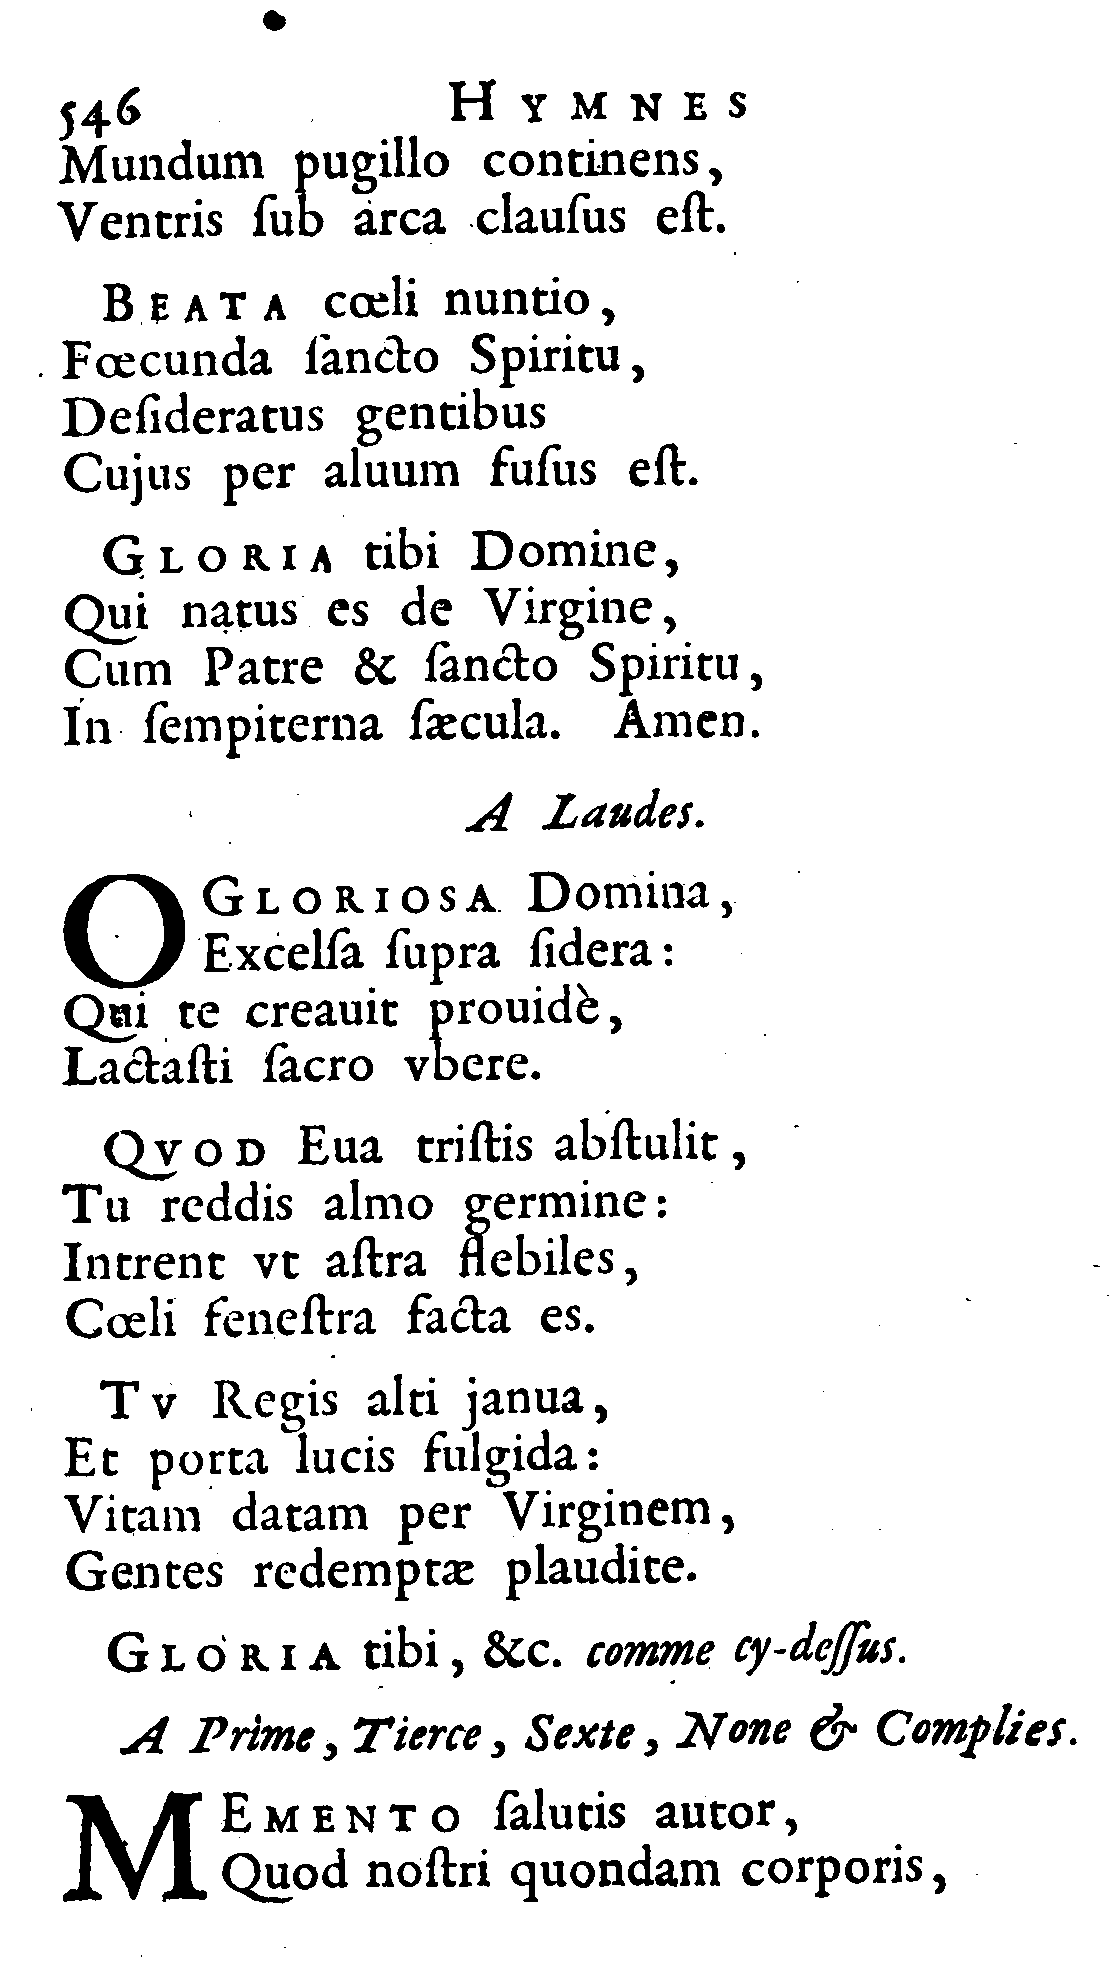 546 HYMNES
Mundum pugillo continens,
Ventris ſub arca clauſus eſt.
BEATA cœli nuntio,
Fœcunda ſancto Spiritu,
Deſideratus gentibus
Cujus per aluum fuſus eſt.
GLORIA tibi Domine,
Qui natus es de Virgine,
Cum Patre & ſancto Spiritu,
In ſempiterna ſæcula. Amen.
A Laudes.
O GLORIOSA Domina,
Excelſa ſupra ſidera:
Qui te creauit prouidè,
Lactaſti ſacro vbere.
QVOD Eua triſtis abſtulit,
Tu reddis almo germine:
Intrent vt aſtra flebiles,
Cœli feneſtra facta es.
TV Regis alti janua,
Et porta lucis fulgida:
Vitam datam per Virginem,
Gentes redemptæ plaudite.
GLORIA tibi, &c. comme cy-deſſus.
A Prime, Tierce, Sexte, None & Complies.
MEMENTO ſalutis autor,
Quod noſtri quondam corporis,